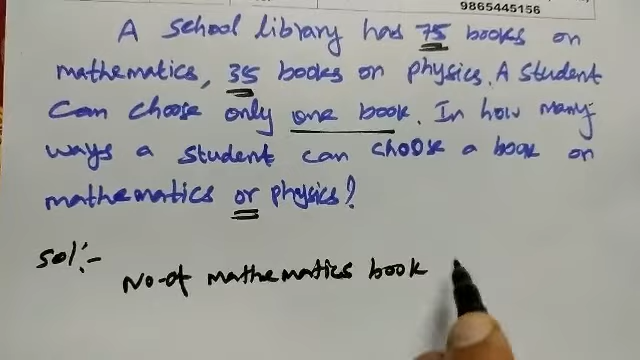 9865445156
A School library has 75 books on
mathematics, 35 books on physics. A student
can choose only one book. In how many
ways a student can choose a book on
mathematics or physics?
Sol:-
No-of mathematics book